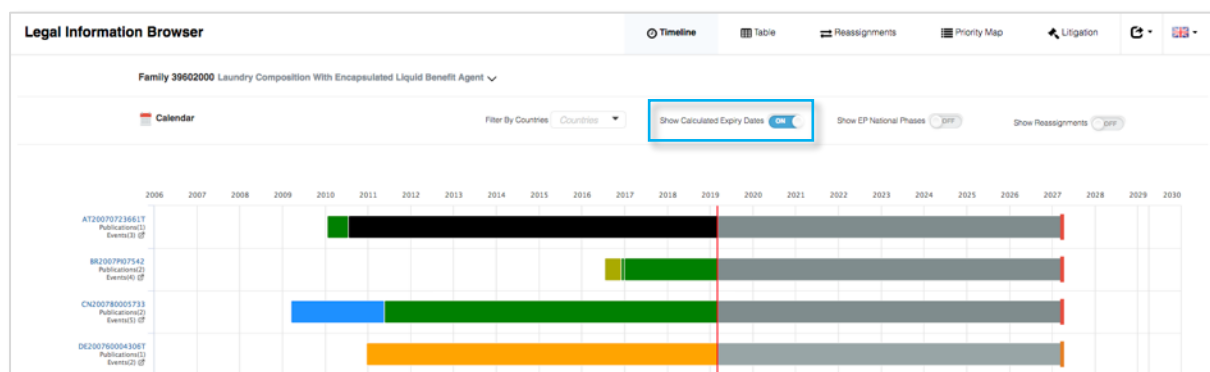 Legal Information Browser
Timeline
Table
Reassignments
Priority Map
Litigation
Family 39602000 Laundry Composition With Encapsulated Liquid Benefit Agent
Calendar
Filter By Countries
Countries
Show Calculated Expiry Dates
ON
Show EP National Phases
OFF
Show Reassignments
OFF
2006 2007 2008 2009 2010 2011 2012 2013 2014 2015 2016 2017 2018 2019 2020 2021 2022 2023 2024 2025 2026 2027 2028 2029 2030
AT20070723661T
Publications(1)
Events(3)
BR2007PI07542
Publications(2)
Events(4)
CN200780005733
Publications(2)
Events(5)
DE200760004306T
Publications(1)
Events(2)